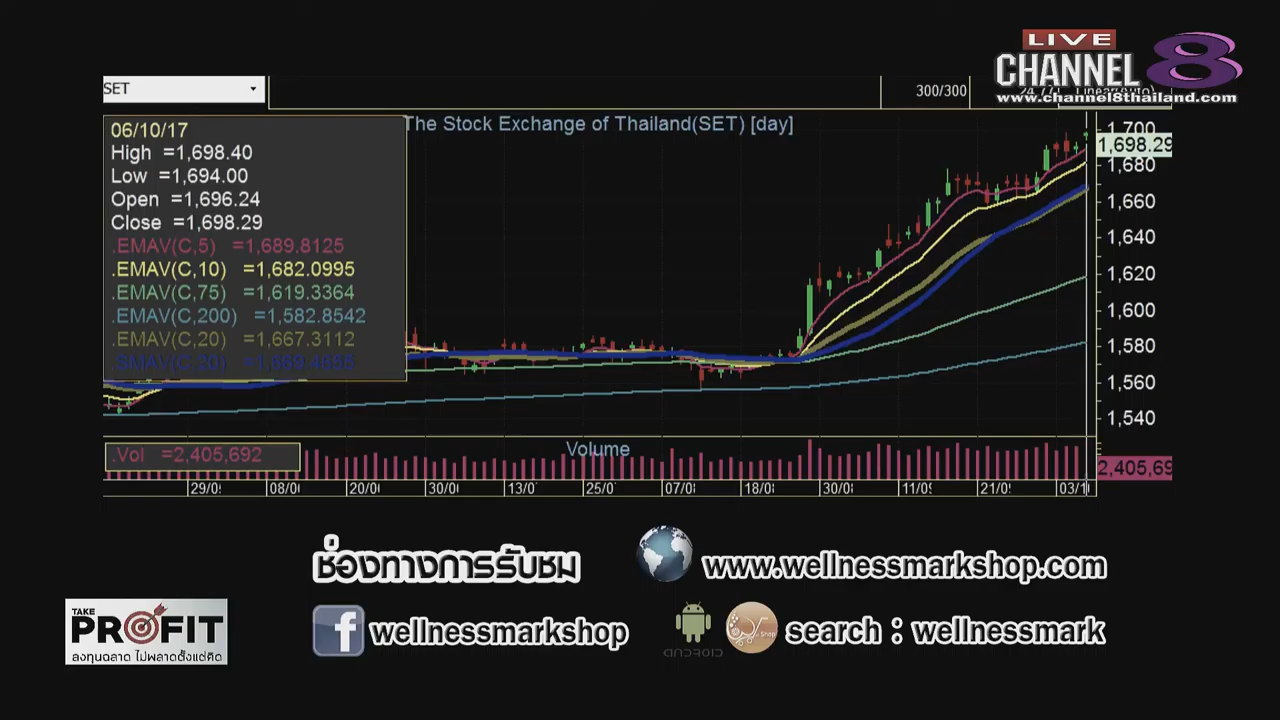 LIVE
CHANNEL 8
www.channel8thailand.com
SET
300/300
The Stock Exchange of Thailand(SET) [day]
06/10/17
High =1,698.40
Low =1,694.00
Open =1,696.24
Close =1,698.29
.EMAV(C,5) =1,689.8125
.EMAV(C,10) =1,682.0995
.EMAV(C,75) =1,619.3364
.EMAV(C,200) =1,582.8542
.EMAV(C,20) =1,667.3112
1,700
1,698.29
1,680
1,660
1,640
1,620
1,600
1,580
1,560
1,540
.Vol =2,405,692
Volume
2,405,69
29/0 08/0 20/0 30/0 13/0 25/0 07/0 18/0 30/0 11/0 21/0 03/1
ช่องทางการรับชม
www.wellnessmarkshop.com
TAKE
PROFIT
ลงทุนฉลาด ไม่พลาดตั้งแต่คิด
wellnessmarkshop
ANDROID
search : wellnessmark